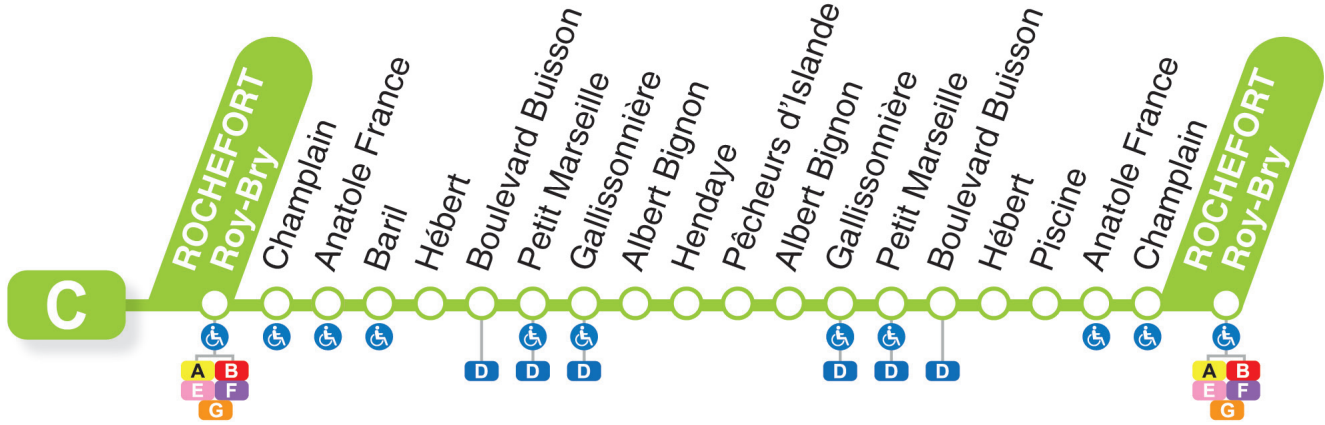 C
ROCHEFORT
Roy-Bry
Champlain
Anatole France
Baril
Hébert
Boulevard Buisson
Petit Marseille
Gallissonnière
Albert Bignon
Hendaye
Pêcheurs d'Islande
Albert Bignon
Gallissonnière
Petit Marseille
Boulevard Buisson
Hébert
Piscine
Anatole France
Champlain
ROCHEFORT
Roy-Bry
A B
E F
G
D
D
D
D
D
D
A B
E F
G